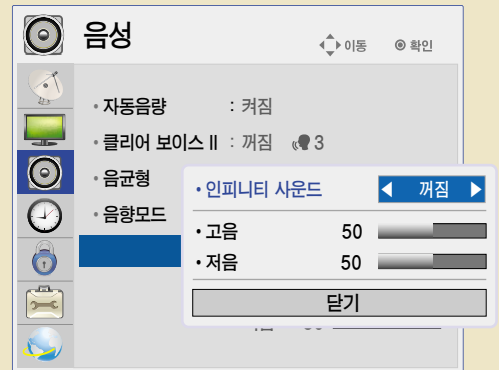 음성
이동 확인
• 자동음량 : 켜짐
• 클리어 보이스 II : 꺼짐 3
• 음균형
• 음향모드
• 인피니티 사운드 꺼짐
• 고음 50
• 저음 50
닫기